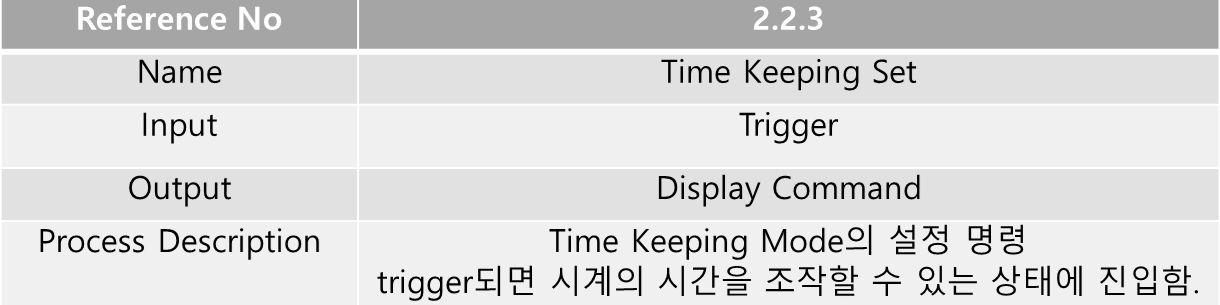 Reference No 2.2.3
Name Time Keeping Set
Input Trigger
Output Display Command
Process Description Time Keeping Mode의 설정 명령
trigger되면 시계의 시간을 조작할 수 있는 상태에 진입함.